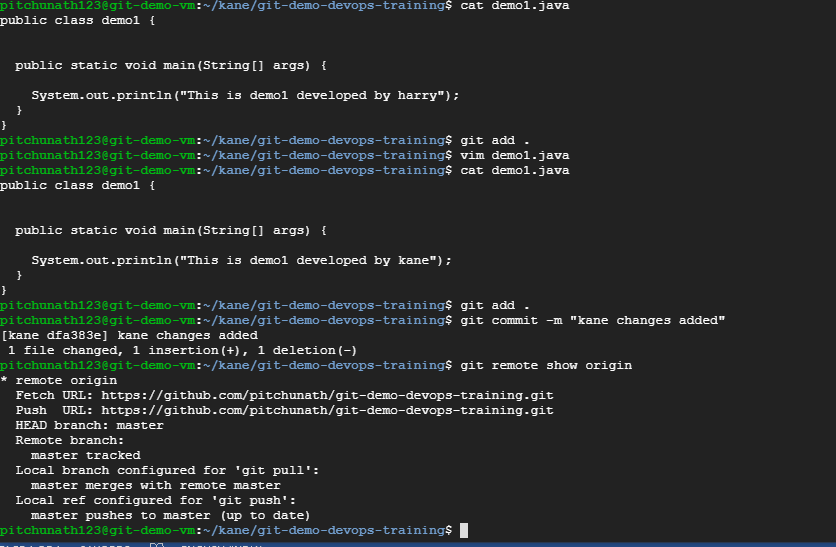 pitchunath123@git-demo-vm:~/kane/git-demo-devops-training$ cat demo1.java
public class demo1 {
public static void main(String[] args) {
System.out.println("This is demo1 developed by harry");
}
}
pitchunath123@git-demo-vm:~/kane/git-demo-devops-training$ git add .
pitchunath123@git-demo-vm:~/kane/git-demo-devops-training$ vim demo1.java
pitchunath123@git-demo-vm:~/kane/git-demo-devops-training$ cat demo1.java
public class demo1 {
public static void main(String[] args) {
System.out.println("This is demo1 developed by kane");
}
}
pitchunath123@git-demo-vm:~/kane/git-demo-devops-training$ git add .
pitchunath123@git-demo-vm:~/kane/git-demo-devops-training$ git commit -m "kane changes added"
[kane dfa383e] kane changes added
1 file changed, 1 insertion(+), 1 deletion(-)
pitchunath123@git-demo-vm:~/kane/git-demo-devops-training$ git remote show origin
* remote origin
Fetch URL: https://github.com/pitchunath/git-demo-devops-training.git
Push  URL: https://github.com/pitchunath/git-demo-devops-training.git
HEAD branch: master
Remote branch:
master tracked
Local branch configured for 'git pull':
master merges with remote master
Local ref configured for 'git push':
master pushes to master (up to date)
pitchunath123@git-demo-vm:~/kane/git-demo-devops-training$